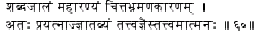 शब्दजालं महारण्यं चित्तभ्रमणकारणम् ।
अतः प्रयत्नाज्ज्ञातव्यं तत्त्वज्ञैस्तत्त्वमात्मनः ॥ ६० ॥